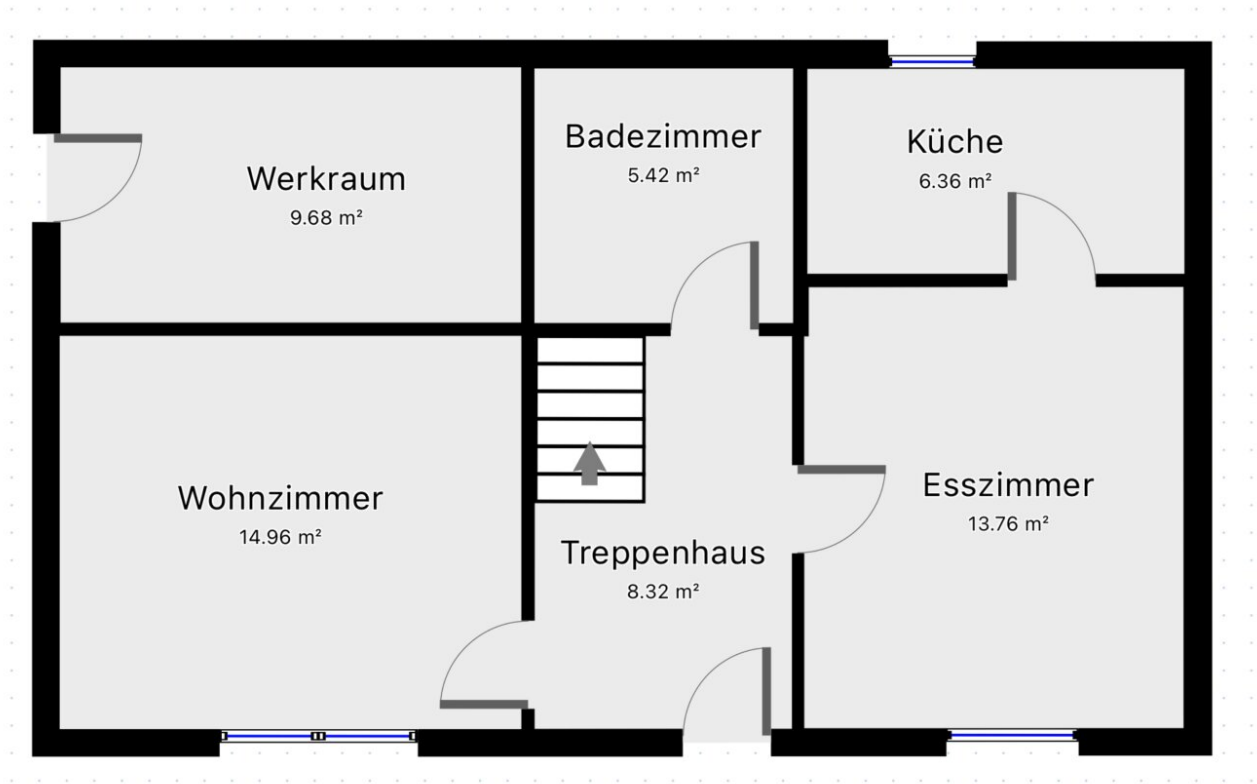 Werkraum
9.68 m²
Badezimmer
5.42 m²
Küche
6.36 m²
Wohnzimmer
14.96 m²
Treppenhaus
8.32 m²
Esszimmer
13.76 m²